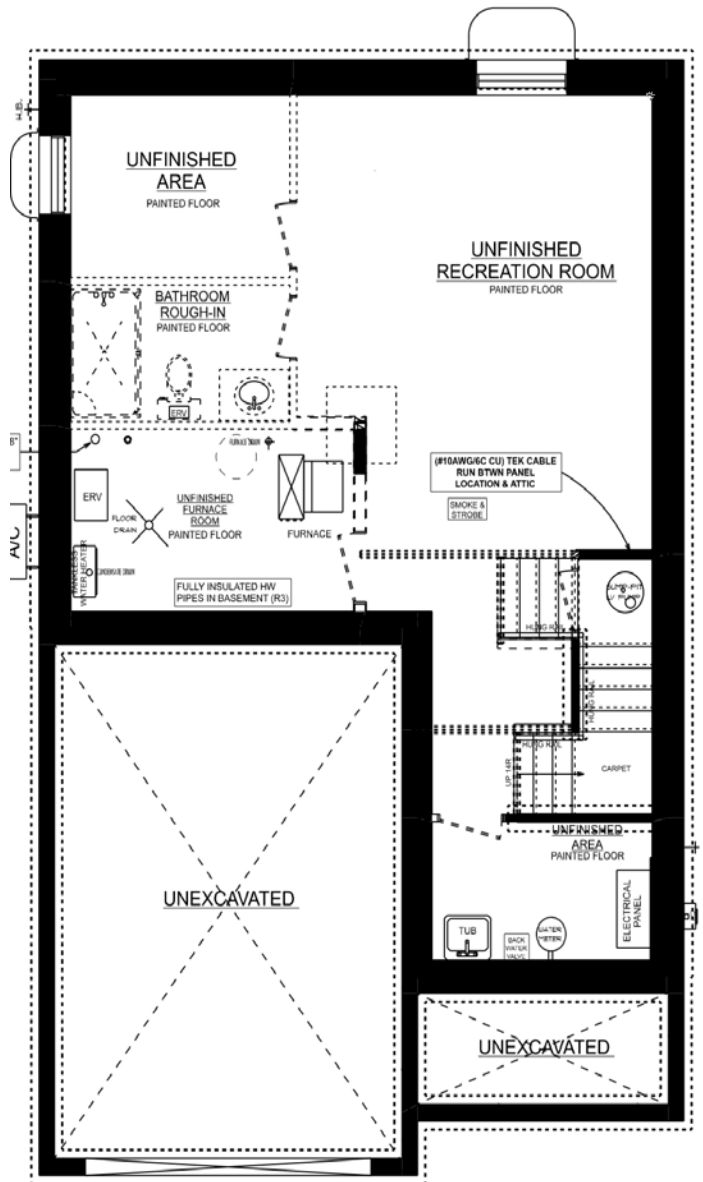 H.B.
UNFINISHED
AREA
PAINTED FLOOR
UNFINISHED
RECREATION ROOM
PAINTED FLOOR
BATHROOM
ROUGH-IN
PAINTED FLOOR
ERV
FURNACE DRAIN
(#10AWG/6C CU) TEK CABLE
RUN BTWN PANEL
LOCATION & ATTIC
SMOKE &
STROBE
ERV
UNFINISHED
FURNACE
ROOM
PAINTED FLOOR
FLOOR
DRAIN
FURNACE
A/C
TANKLESS
WATER HEATER
CONDENSATE DRAIN
FULLY INSULATED HW
PIPES IN BASEMENT (R3)
SUMP-PIT
W/ PUMP
HUNG RAIL
HUNG RAIL
HUNG RAIL
UP 14R
CARPET
UNFINISHED
AREA
PAINTED FLOOR
ELECTRICAL
PANEL
TUB
BACK
WATER
VALVE
WATER
METER
UNEXCAVATED
UNEXCAVATED